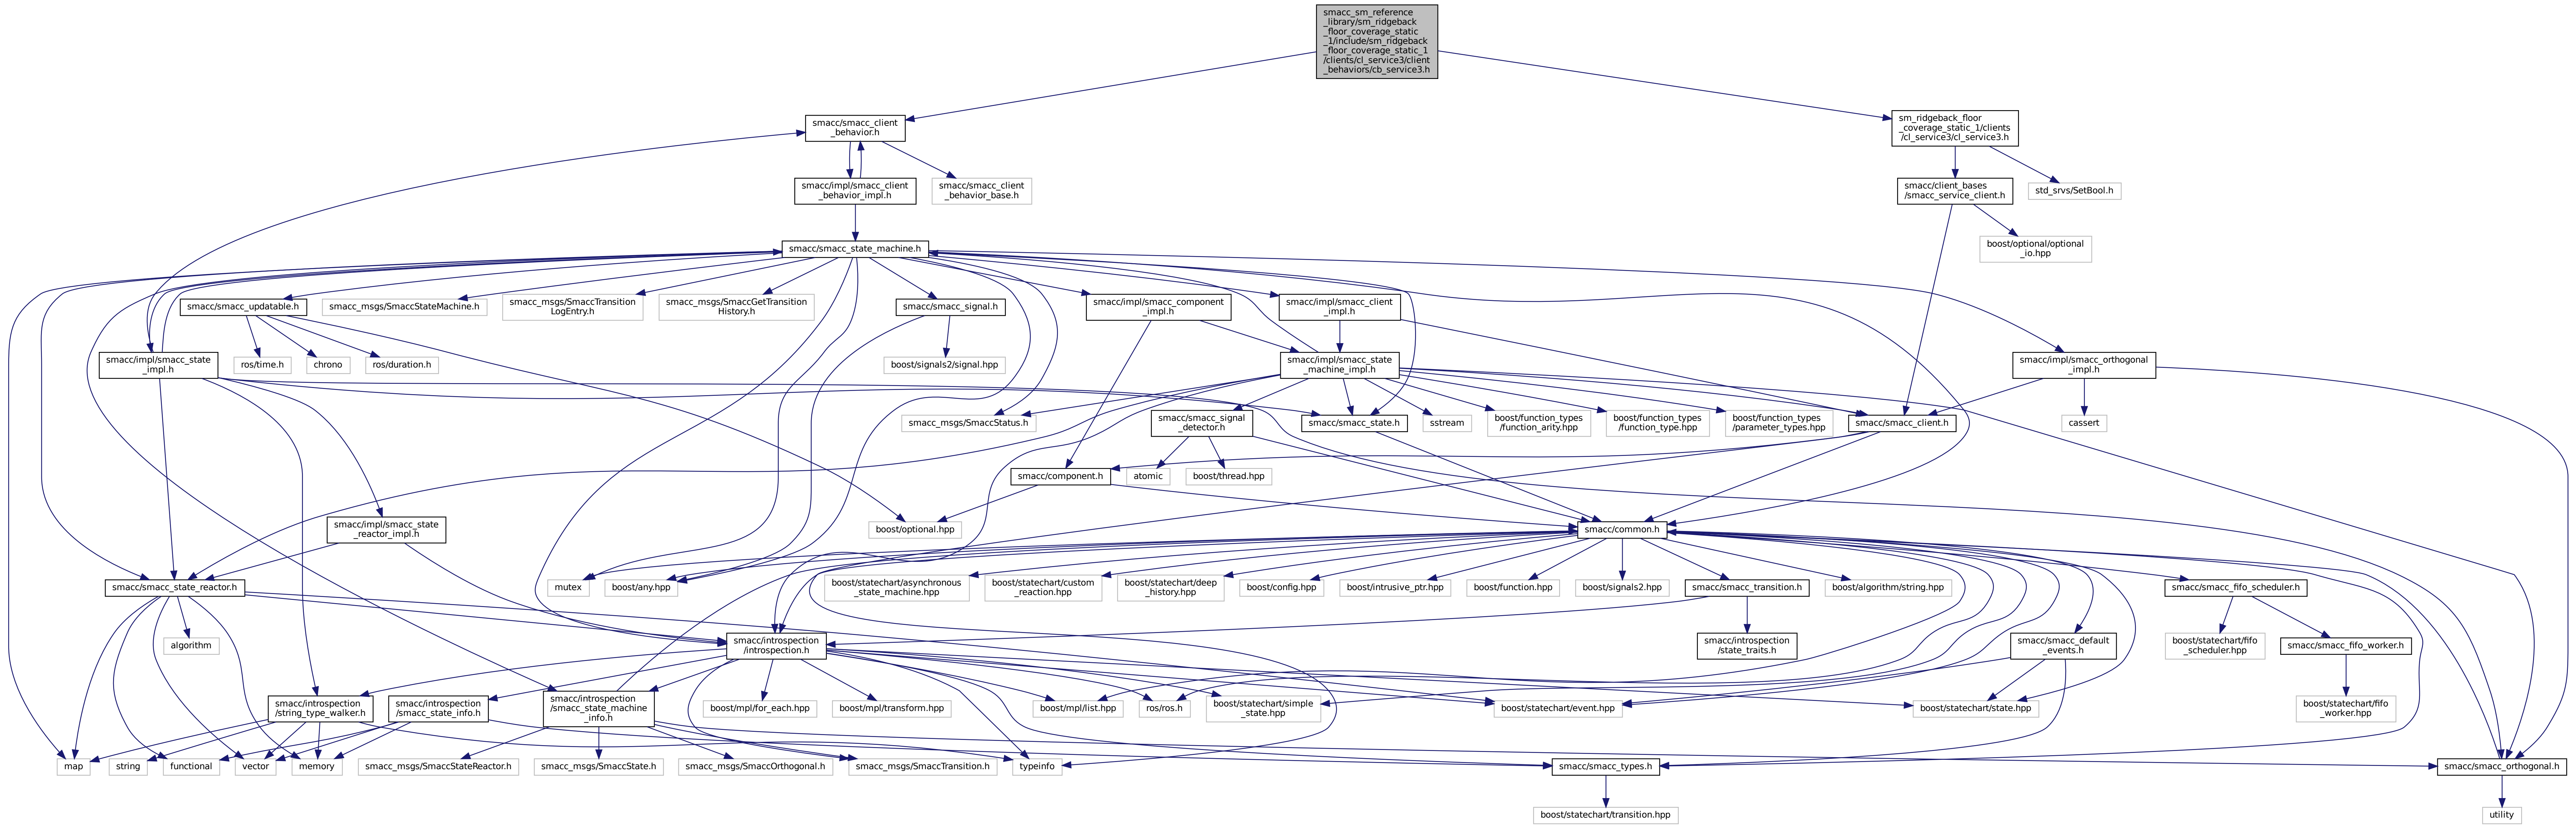 smacc_sm_reference
_library/sm_ridgeback
_floor_coverage_static
_1/include/sm_ridgeback
_floor_coverage_static_1
/clients/cl_service3/client
_behaviors/cb_service3.h
smacc/smacc_client
_behavior.h
sm_ridgeback_floor
_coverage_static_1/clients
/cl_service3/cl_service3.h
smacc/impl/smacc_client
_behavior_impl.h
smacc/smacc_client
_behavior_base.h
smacc/client_bases
/smacc_service_client.h
std_srvs/SetBool.h
smacc/smacc_state_machine.h
boost/optional/optional
_io.hpp
smacc/smacc_updatable.h
smacc_msgs/SmaccStateMachine.h
smacc_msgs/SmaccTransition
LogEntry.h
smacc_msgs/SmaccGetTransition
History.h
smacc/smacc_signal.h
smacc/impl/smacc_component
_impl.h
smacc/impl/smacc_client
_impl.h
smacc/impl/smacc_state
_impl.h
ros/time.h
chrono
ros/duration.h
boost/signals2/signal.hpp
smacc/impl/smacc_state
_machine_impl.h
smacc/impl/smacc_orthogonal
_impl.h
smacc_msgs/SmaccStatus.h
smacc/smacc_signal
_detector.h
smacc/smacc_state.h
sstream
boost/function_types
/function_arity.hpp
boost/function_types
/function_type.hpp
boost/function_types
/parameter_types.hpp
smacc/smacc_client.h
cassert
smacc/component.h
atomic
boost/thread.hpp
smacc/impl/smacc_state
_reactor_impl.h
boost/optional.hpp
smacc/common.h
smacc/smacc_state_reactor.h
mutex
boost/any.hpp
boost/statechart/asynchronous
_state_machine.hpp
boost/statechart/custom
_reaction.hpp
boost/statechart/deep
_history.hpp
boost/config.hpp
boost/intrusive_ptr.hpp
boost/function.hpp
boost/signals2.hpp
smacc/smacc_transition.h
boost/algorithm/string.hpp
smacc/smacc_fifo_scheduler.h
algorithm
smacc/introspection
/introspection.h
smacc/introspection
/state_traits.h
smacc/smacc_default
_events.h
boost/statechart/fifo
_scheduler.hpp
smacc/smacc_fifo_worker.h
smacc/introspection
/string_type_walker.h
smacc/introspection
/smacc_state_info.h
smacc/introspection
/smacc_state_machine
_info.h
boost/mpl/for_each.hpp
boost/mpl/transform.hpp
boost/mpl/list.hpp
ros/ros.h
boost/statechart/simple
_state.hpp
boost/statechart/event.hpp
boost/statechart/state.hpp
boost/statechart/fifo
_worker.hpp
map
string
functional
vector
memory
smacc_msgs/SmaccStateReactor.h
smacc_msgs/SmaccState.h
smacc_msgs/SmaccOrthogonal.h
smacc_msgs/SmaccTransition.h
typeinfo
smacc/smacc_types.h
smacc/smacc_orthogonal.h
boost/statechart/transition.hpp
utility